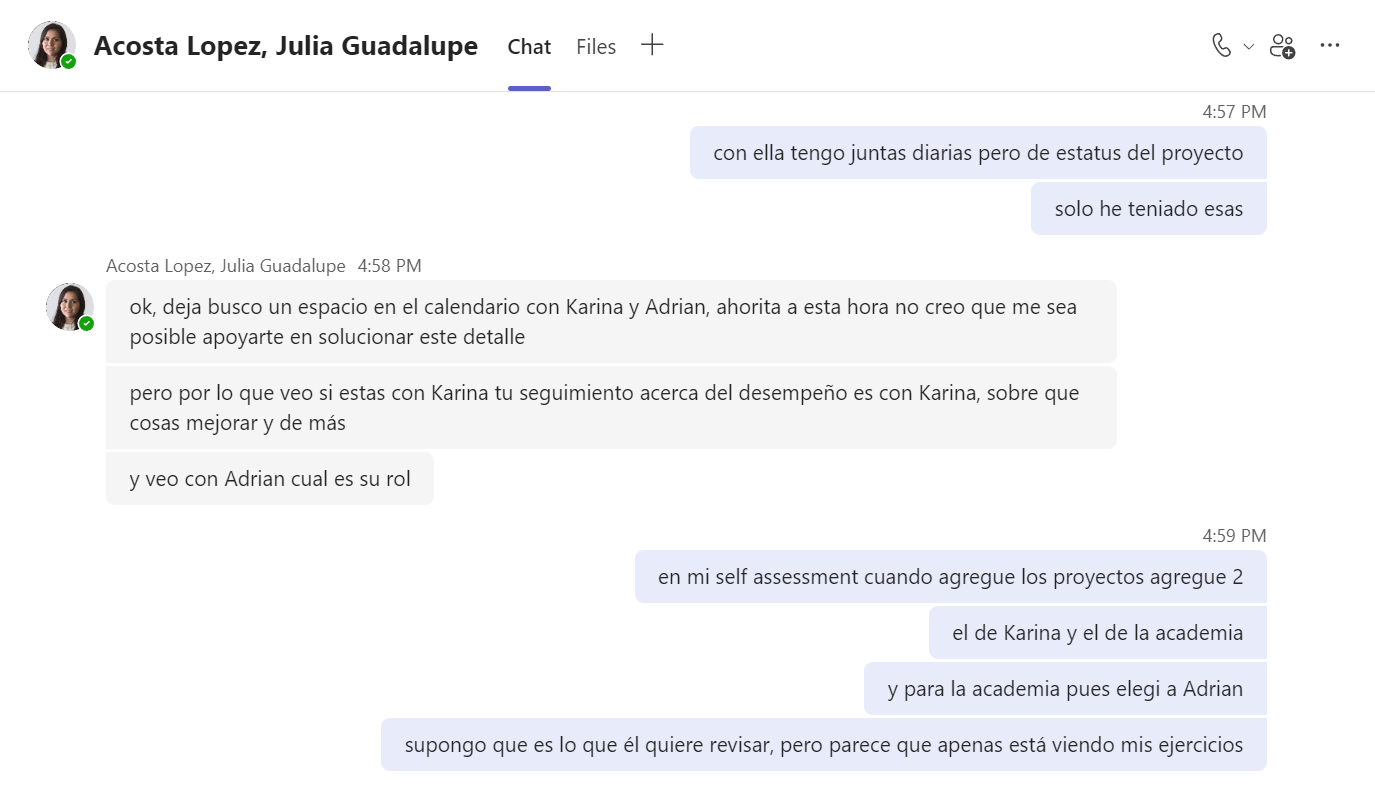 Acosta Lopez, Julia Guadalupe Chat Files
4:57 PM
con ella tengo juntas diarias pero de estatus del proyecto
solo he teniado esas
Acosta Lopez, Julia Guadalupe 4:58 PM
ok, deja busco un espacio en el calendario con Karina y Adrian, ahorita a esta hora no creo que me sea
posible apoyarte en solucionar este detalle
pero por lo que veo si estas con Karina tu seguimiento acerca del desempeño es con Karina, sobre que
cosas mejorar y de más
y veo con Adrian cual es su rol
4:59 PM
en mi self assessment cuando agregue los proyectos agregue 2
el de Karina y el de la academia
y para la academia pues elegi a Adrian
supongo que es lo que él quiere revisar, pero parece que apenas está viendo mis ejercicios